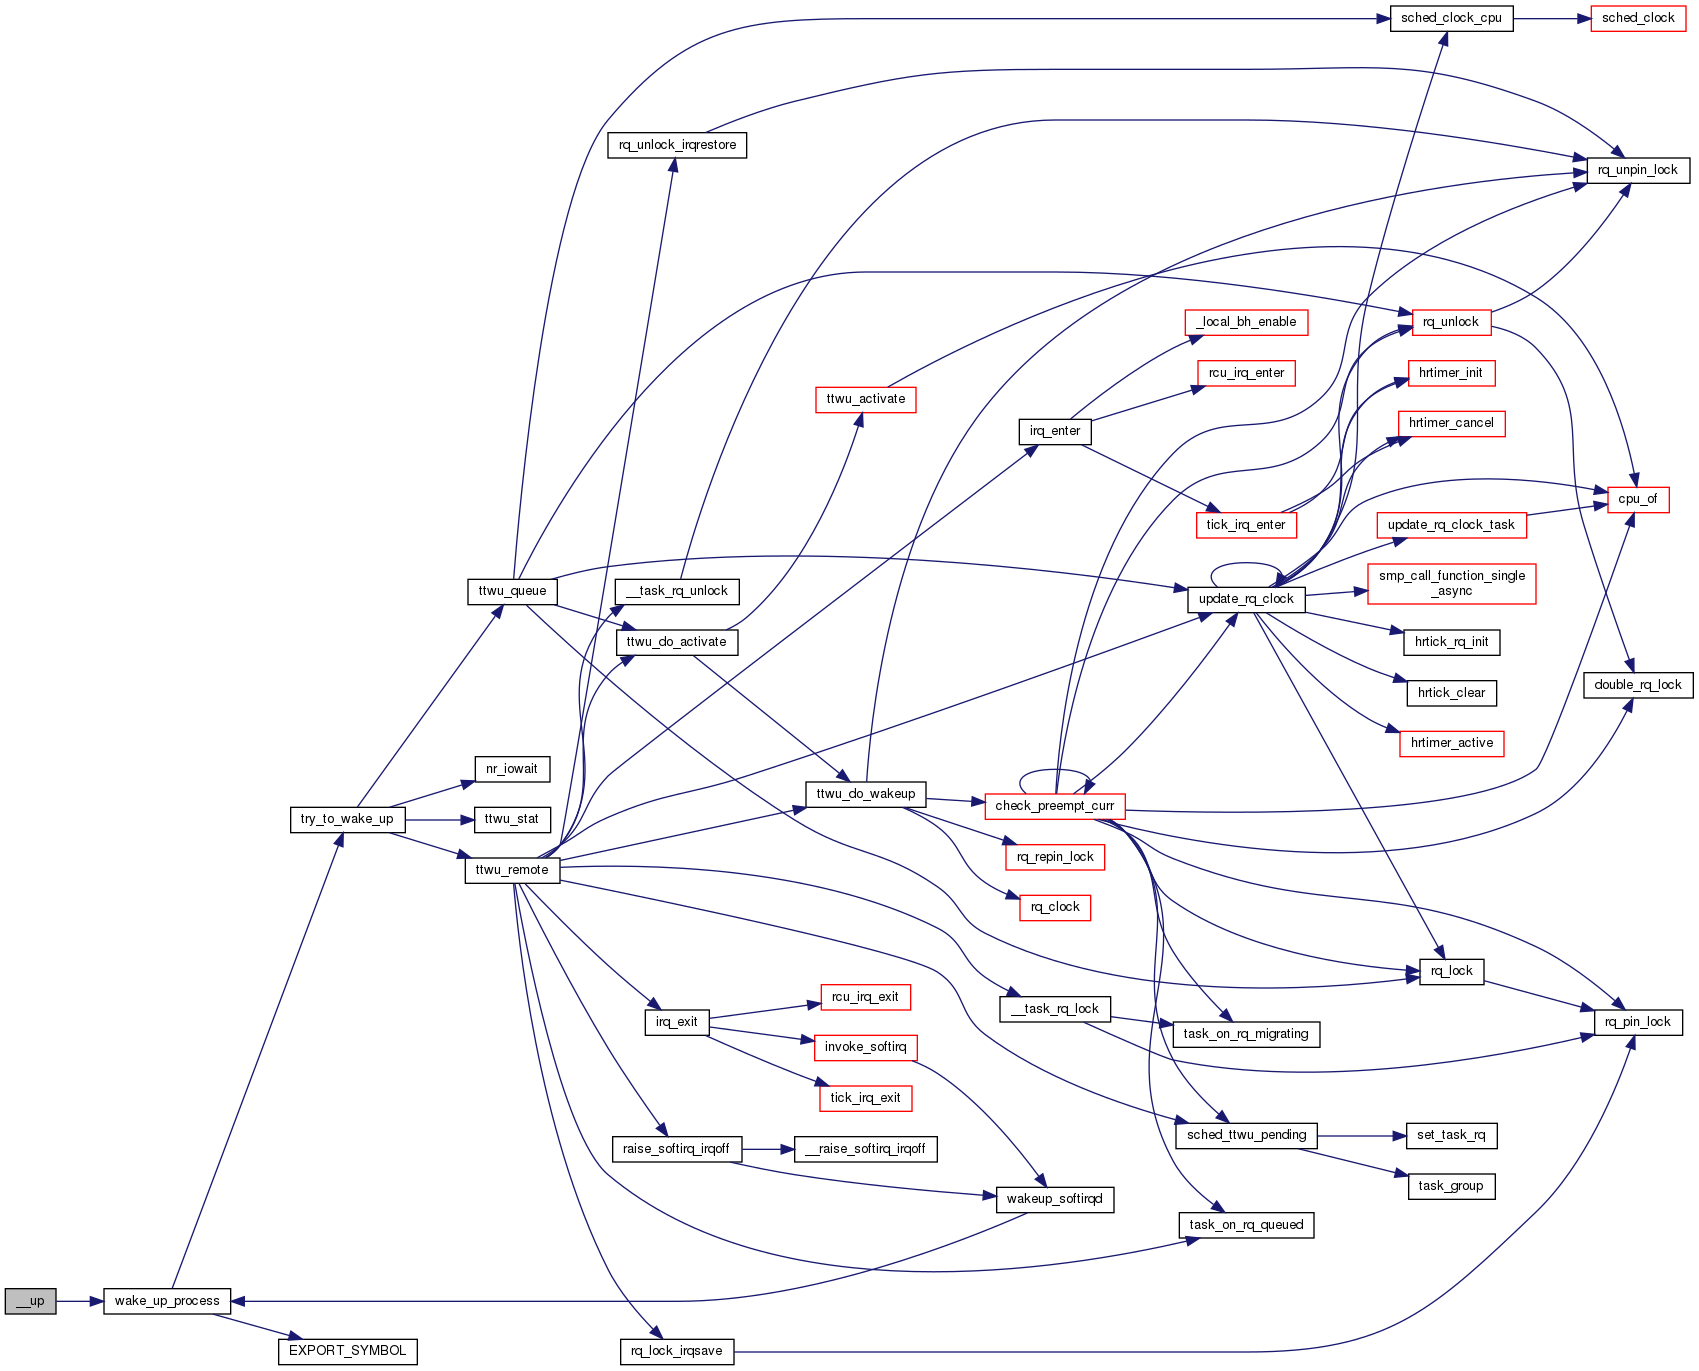 sched_clock_cpu
sched_clock
rq_unlock_irqrestore
rq_unpin_lock
_local_bh_enable
rq_unlock
rcu_irq_enter
hrtimer_init
ttwu_activate
irq_enter
hrtimer_cancel
cpu_of
tick_irq_enter
update_rq_clock_task
smp_call_function_single
_async
ttwu_queue
__task_rq_unlock
update_rq_clock
ttwu_do_activate
hrtick_rq_init
double_rq_lock
hrtick_clear
hrtimer_active
nr_iowait
ttwu_do_wakeup
check_preempt_curr
try_to_wake_up
ttwu_stat
rq_repin_lock
ttwu_remote
rq_clock
rq_lock
rcu_irq_exit
__task_rq_lock
irq_exit
rq_pin_lock
task_on_rq_migrating
invoke_softirq
tick_irq_exit
sched_ttwu_pending
set_task_rq
raise_softirq_irqoff
__raise_softirq_irqoff
task_group
wakeup_softirqd
task_on_rq_queued
__up
wake_up_process
EXPORT_SYMBOL
rq_lock_irqsave